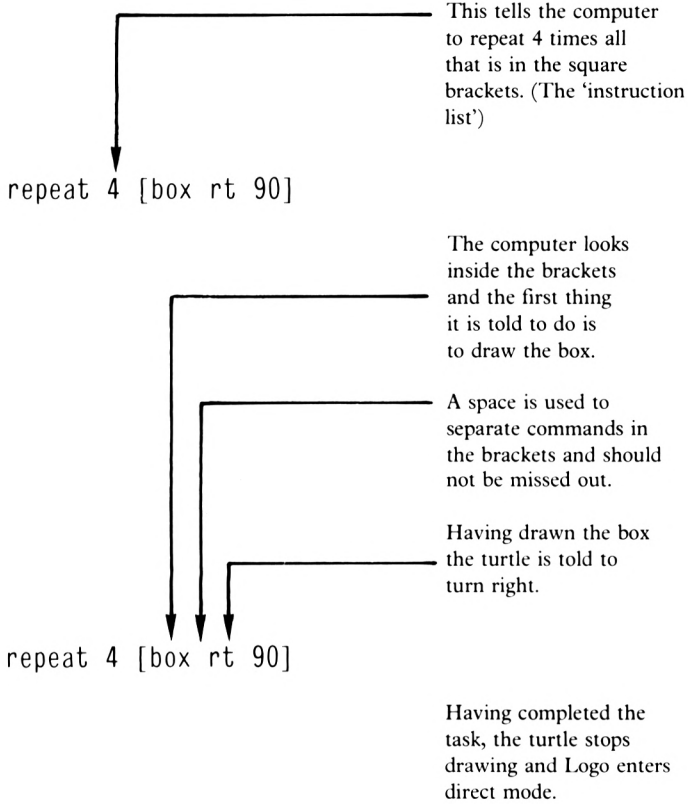 This tells the computer
to repeat 4 times all
that is in the square
brackets. (The ‘instruction
list’)
repeat 4 [box rt 90]
The computer looks
inside the brackets
and the first thing
it is told to do is
to draw the box.
A space is used to
separate commands in
the brackets and should
not be missed out.
Having drawn the box
the turtle is told to
turn right.
repeat 4 [box rt 90]
Having completed the
task, the turtle stops
drawing and Logo enters
direct mode.